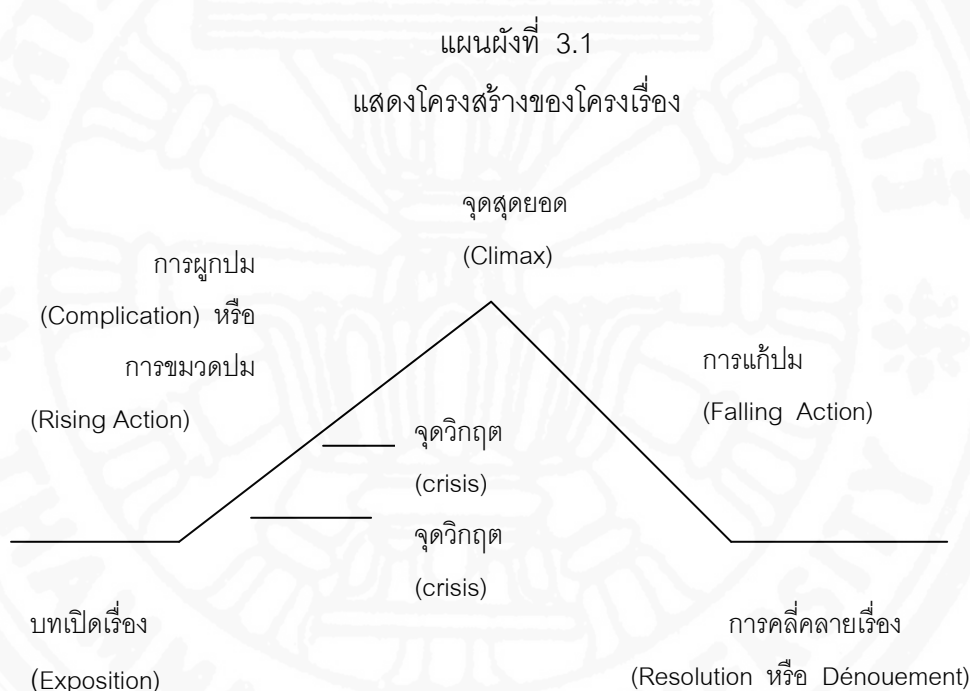 แผนผังที่ 3.1
แสดงโครงสร้างของโครงเรื่อง
จุดสุดยอด
(Climax)
การผูกปม
(Complication) หรือ
การขมวดปม
(Rising Action)
การแก้ปม
(Falling Action)
จุดวิกฤต
(crisis)
จุดวิกฤต
(crisis)
บทเปิดเรื่อง
(Exposition)
การคลี่คลายเรื่อง
(Resolution หรือ Dénouement)